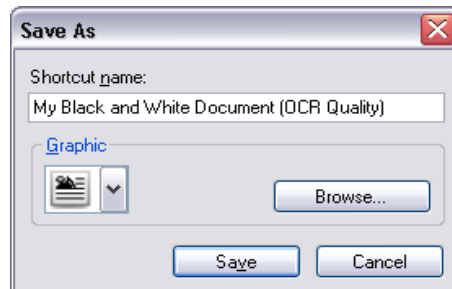 Save As
Shortcut name:
My Black and White Document (OCR Quality)
Graphic
Browse...
Save
Cancel